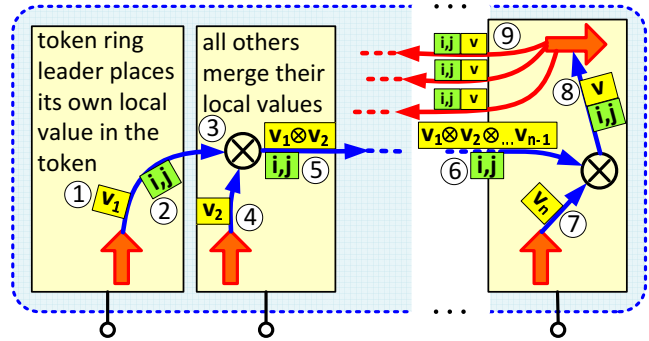 token ring
leader places
its own local
value in the
token
① v₁
② i,j
all others
merge their
local values
③
v₁⊗v₂
i,j ⑤
v₂ ④
...
i,j v ⑨
i,j v
i,j v
v₁⊗v₂⊗...vₙ₋₁
⑥ i,j
⑧ v
i,j
vₙ ⑦
...